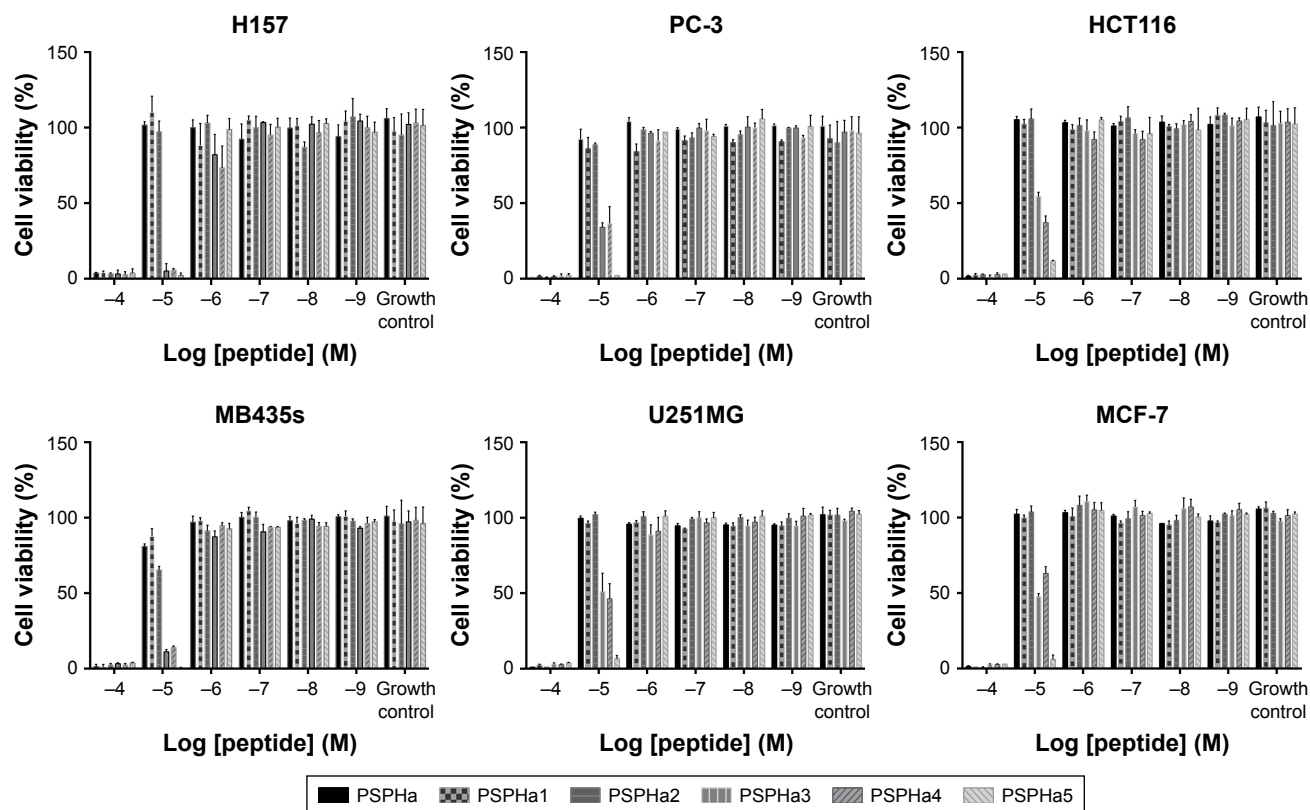 H157
150
100
50
0
Cell viability (%)
–4 –5 –6 –7 –8 –9 Growth
control
Log [peptide] (M)
PC-3
150
100
50
0
Cell viability (%)
–4 –5 –6 –7 –8 –9 Growth
control
Log [peptide] (M)
HCT116
150
100
50
0
Cell viability (%)
–4 –5 –6 –7 –8 –9 Growth
control
Log [peptide] (M)
MB435s
150
100
50
0
Cell viability (%)
–4 –5 –6 –7 –8 –9 Growth
control
Log [peptide] (M)
U251MG
150
100
50
0
Cell viability (%)
–4 –5 –6 –7 –8 –9 Growth
control
Log [peptide] (M)
MCF-7
150
100
50
0
Cell viability (%)
–4 –5 –6 –7 –8 –9 Growth
control
Log [peptide] (M)
PSPHa PSPHa1 PSPHa2 PSPHa3 PSPHa4 PSPHa5